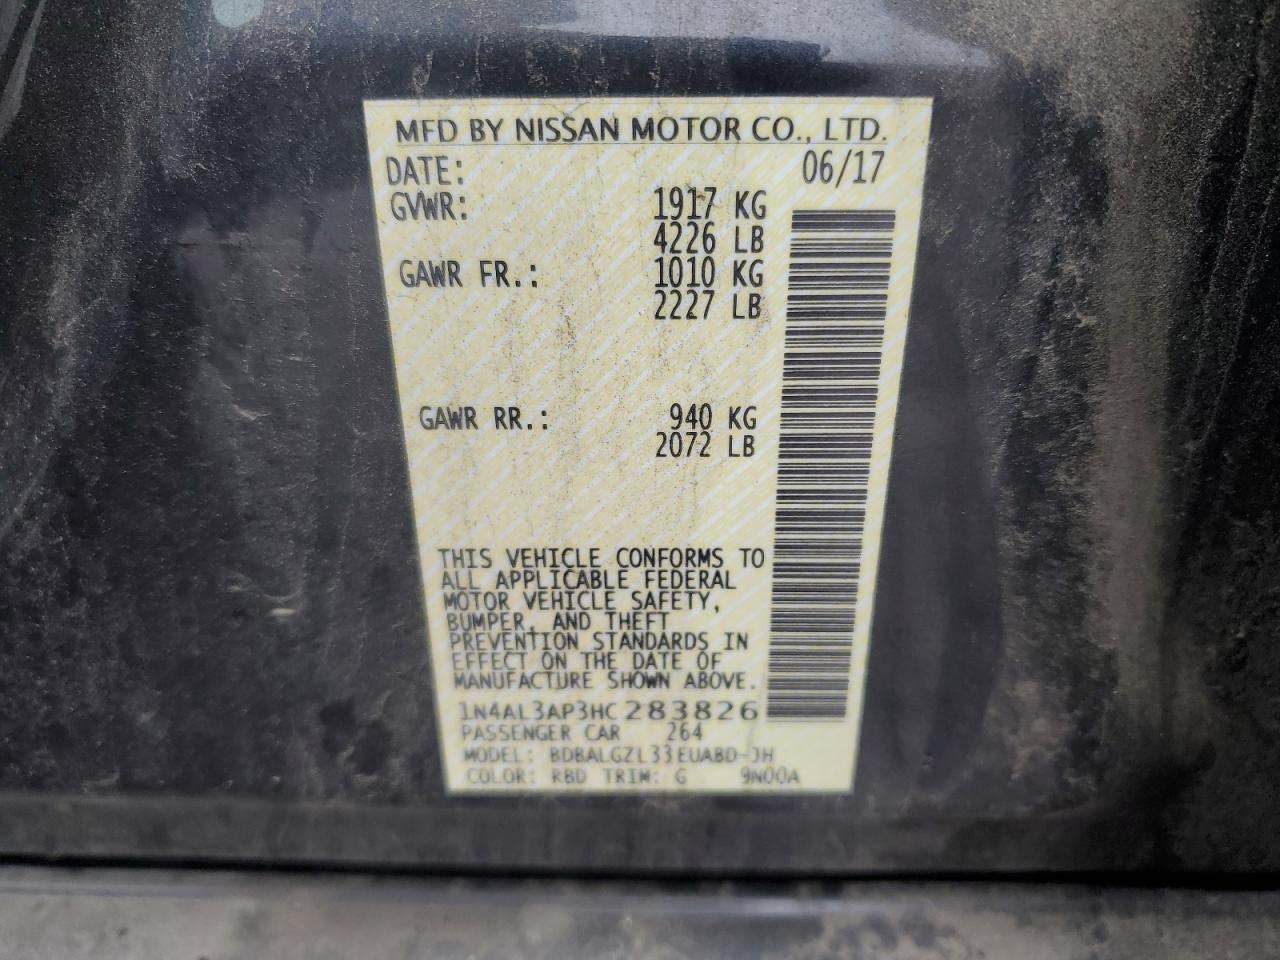 MFD BY NISSAN MOTOR CO., LTD.
DATE: 06/17
GVWR: 1917 KG
4226 LB
GAWR FR.: 1010 KG
2227 LB
GAWR RR.: 940 KG
2072 LB
THIS VEHICLE CONFORMS TO
ALL APPLICABLE FEDERAL
MOTOR VEHICLE SAFETY,
BUMPER, AND THEFT
PREVENTION STANDARDS IN
EFFECT ON THE DATE OF
MANUFACTURE SHOWN ABOVE.
1N4AL3AP3HC283826
PASSENGER CAR 264
MODEL: BDBALGZL33EUABD-JH
COLOR: RBD TRIM: G 9N00A